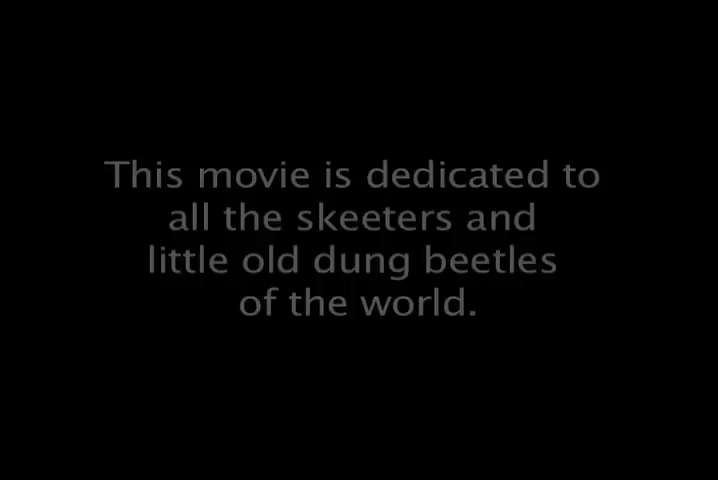 This movie is dedicated to
all the skeeters and
little old dung beetles
of the world.